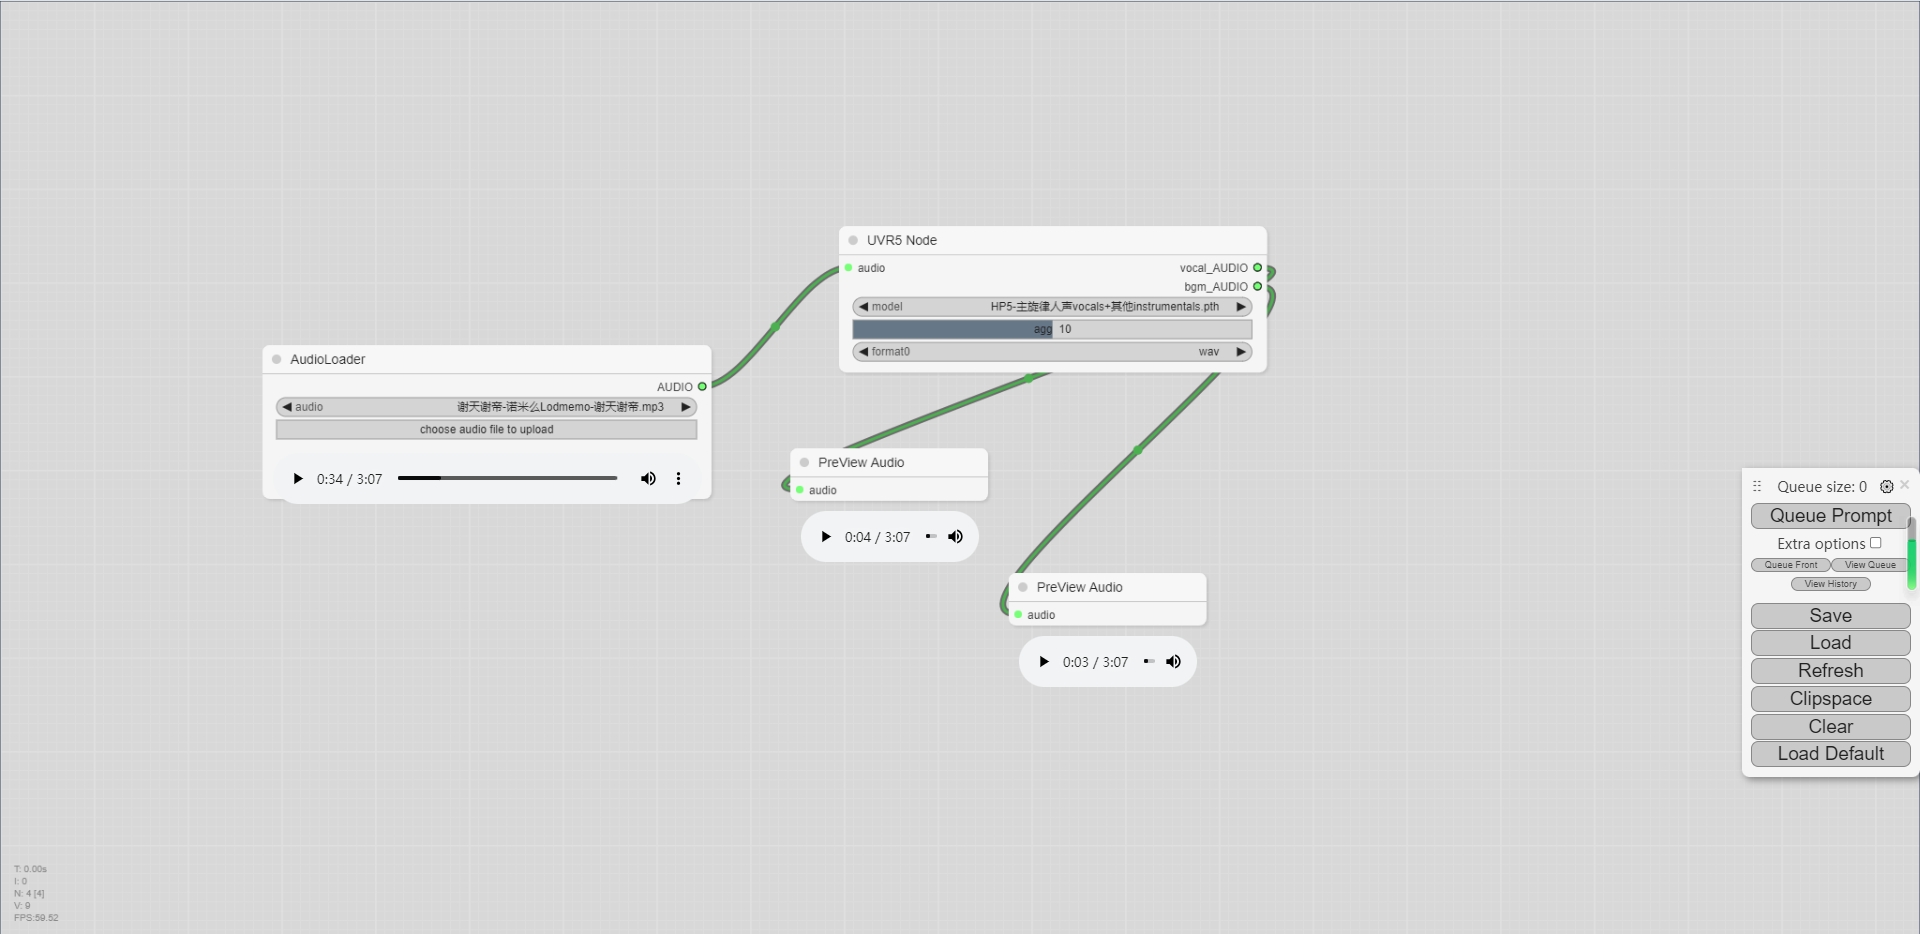 UVR5 Node
audio
vocal_AUDIO
bgm_AUDIO
model HP5-主旋律人声vocals+其他instrumentals.pth
agg 10
format0 wav
AudioLoader
AUDIO
audio 谢天谢帝-诺米么Lodmemo-谢天谢帝.mp3
choose audio file to upload
0:34 / 3:07
PreView Audio
audio
0:04 / 3:07
PreView Audio
audio
0:03 / 3:07
Queue size: 0
Queue Prompt
Extra options
Queue Front View Queue
View History
Save
Load
Refresh
Clipspace
Clear
Load Default
T: 0.00s
I: 0
N: 4 [4]
V: 9
FPS:59.52